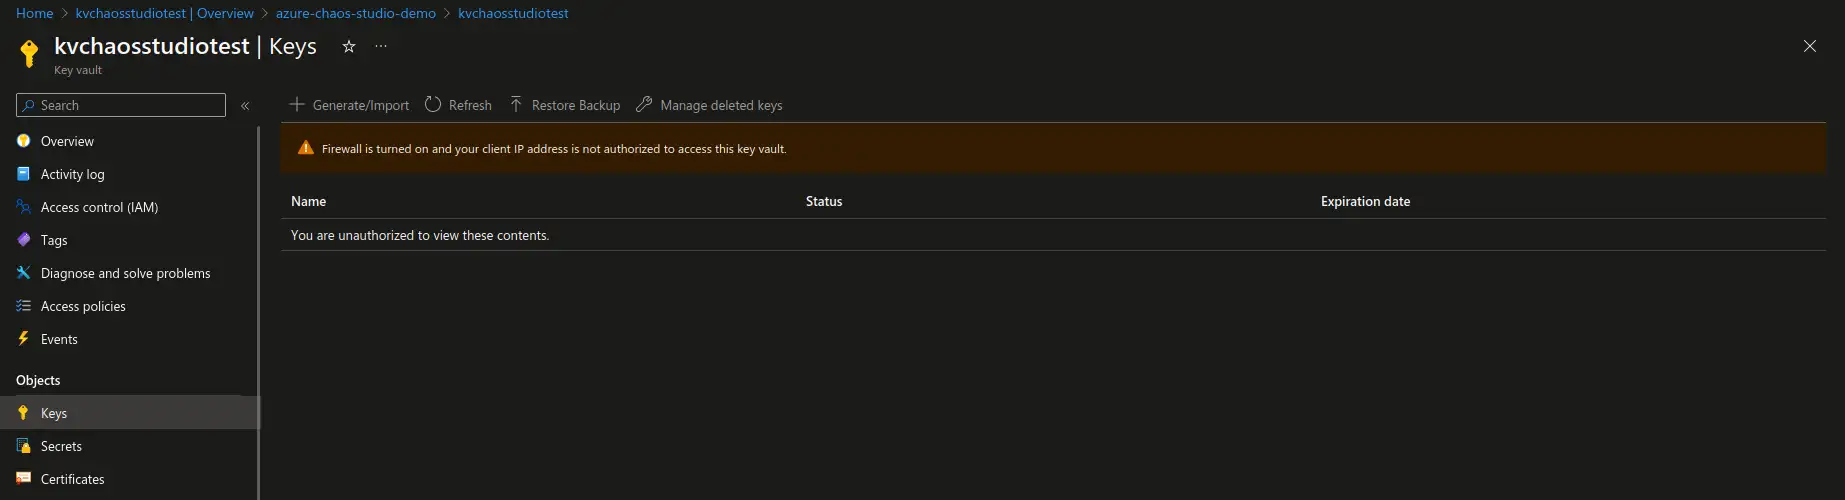 Home > kvchaosstudiotest | Overview > azure-chaos-studio-demo > kvchaosstudiotest
kvchaosstudiotest | Keys
Key vault
Search
Generate/Import Refresh Restore Backup Manage deleted keys
Overview
Activity log
Access control (IAM)
Tags
Diagnose and solve problems
Access policies
Events
Objects
Keys
Secrets
Certificates
Firewall is turned on and your client IP address is not authorized to access this key vault.
Name Status Expiration date
You are unauthorized to view these contents.